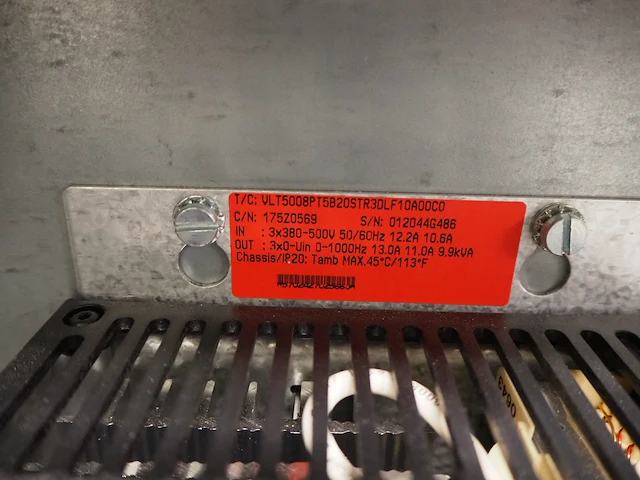 T/C: VLT5008PT5B20STR3DLF10A00C0
C/N: 175Z0569 S/N: 012044G486
IN : 3x380-500V 50/60Hz 12.2A 10.6A
OUT : 3x0-Uin 0-1000Hz 13.0A 11.0A 9.9kVA
Chassis/IP20: Tamb MAX.45°C/113°F